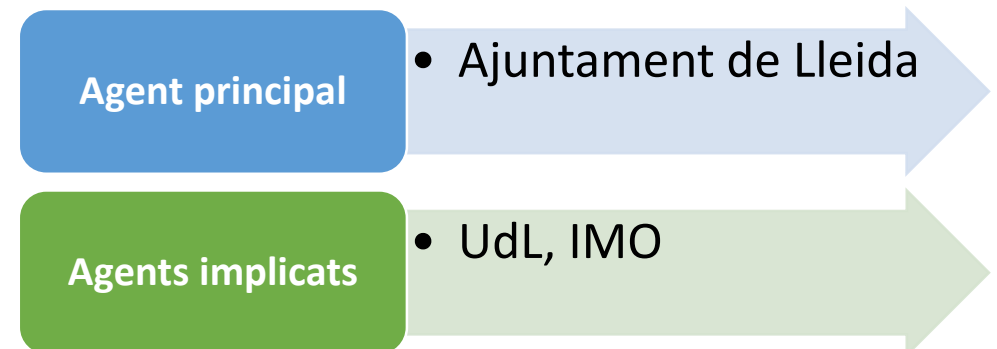 Agent principal
• Ajuntament de Lleida
Agents implicats
• UdL, IMO